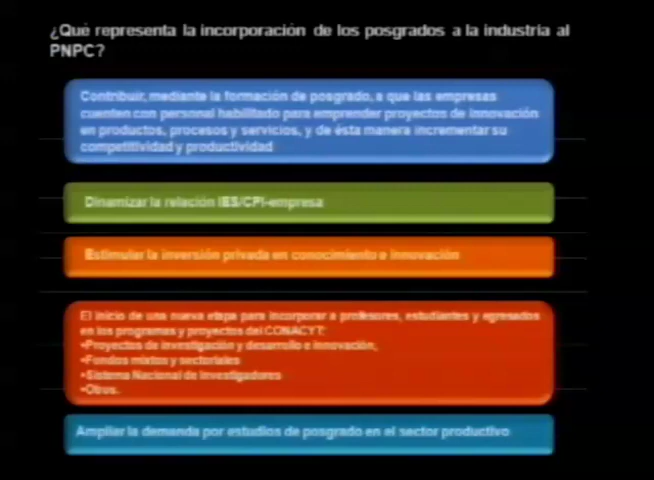 ¿Qué representa la incorporación de los posgrados a la industria al
PNPC?
Contribuir, mediante la formación de posgrado, a que las empresas
cuenten con personal habilitado para emprender proyectos de innovación
en productos, procesos y servicios, y de ésta manera incrementar su
competitividad y productividad
Dinamizar la relación IES/CPI-empresa
Estimular la inversión privada en conocimiento e innovación
El inicio de una nueva etapa para incorporar a profesores, estudiantes y egresados
en los programas y proyectos del CONACYT:
•Proyectos de investigación y desarrollo e innovación,
•Fondos mixtos y sectoriales
•Sistema Nacional de Investigadores
•Otros.
Ampliar la demanda por estudios de posgrado en el sector productivo